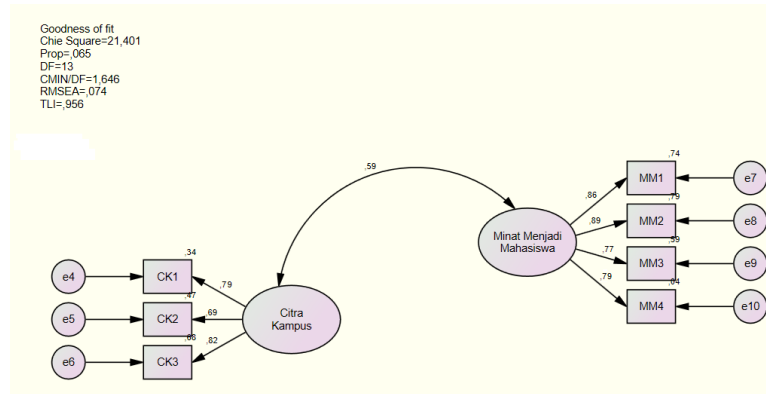 Goodness of fit
Chie Square=21,401
Prop=,065
DF=13
CMIN/DF=1,646
RMSEA=,074
TLI=,956
,59
,74
MM1
e7
,86
,79
MM2
e8
,89
Minat Menjadi
Mahasiswa
,59
MM3
e9
,77
MM4
e10
,79
,34
e4
CK1
,79
,47
e5
CK2
,69
Citra
Kampus
,68
e6
CK3
,82